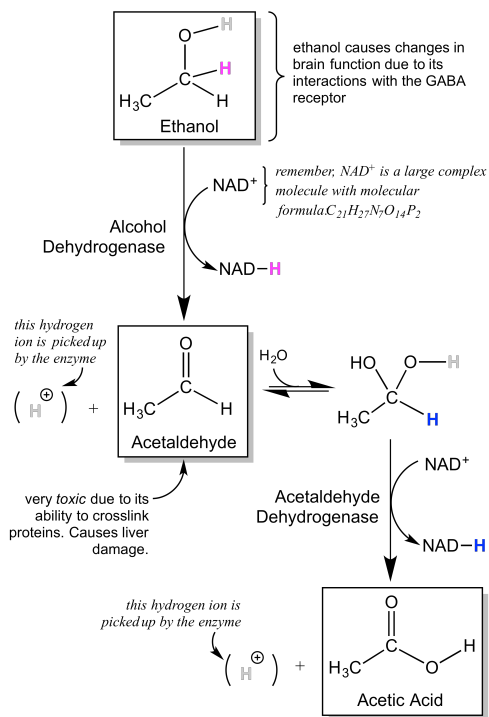 O H
H
C
H3C H
Ethanol
ethanol causes changes in
brain function due to its
interactions with the GABA
receptor
NAD+
remember, NAD+ is a large complex
molecule with molecular
formula:C21H27N7O14P2
Alcohol
Dehydrogenase
NAD–H
this hydrogen
ion is picked up
by the enzyme
(H⊕)
+
O
C
H3C H
Acetaldehyde
H2O
HO O H
C
H3C H
very toxic due to its
ability to crosslink
proteins. Causes liver
damage.
NAD+
Acetaldehyde
Dehydrogenase
NAD–H
this hydrogen ion is
picked up by the enzyme
(H⊕)
+
O
H
C
H3C O
Acetic Acid